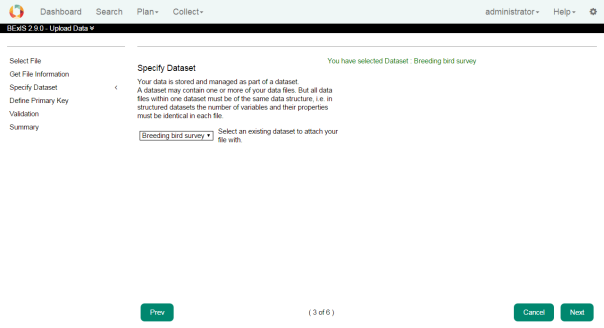 Dashboard Search Plan Collect administrator Help
BExIS 2.9.0 - Upload Data
Select File
Get File Information
Specify Dataset
Define Primary Key
Validation
Summary
Specify Dataset
Your data is stored and managed as part of a dataset.
A dataset may contain one or more of your data files. But all data
files within one dataset must be of the same data structure, i.e. in
structured datasets the number of variables and their properties
must be identical in each file.
Breeding bird survey
Select an existing dataset to attach your
file with.
You have selected Dataset : Breeding bird survey
Prev ( 3 of 6 ) Cancel Next